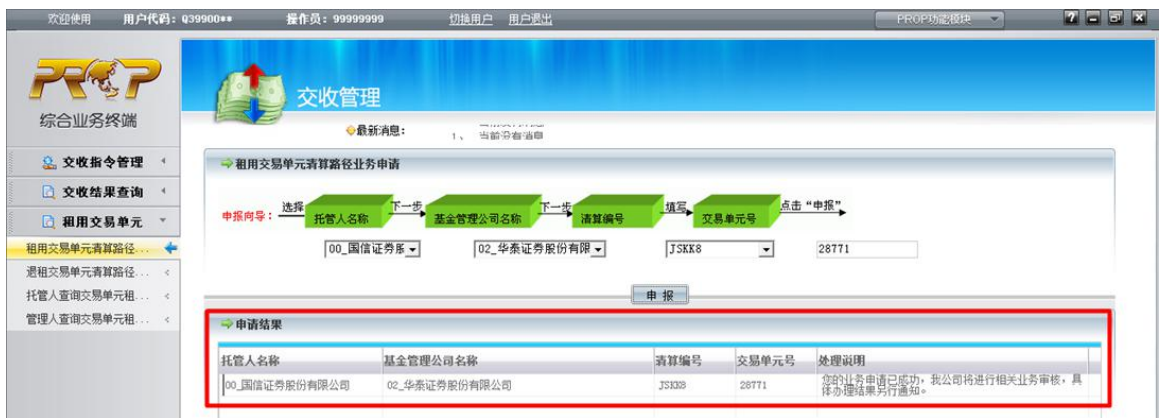 欢迎使用 用户代码: Q39900** 操作员: 99999999 切换用户 用户退出 PROP功能模块
PROP
综合业务终端
交收管理
最新消息:
1、 当前没有消息
交收指令管理
交收结果查询
租用交易单元
租用交易单元清算路径...
退租交易单元清算路径...
托管人查询交易单元租...
管理人查询交易单元租...
租用交易单元清算路径业务申请
申报向导: 选择 托管人名称 下一步 基金管理公司名称 下一步 清算编号 填写 交易单元号 点击“申报”
00_国信证券股 02_华泰证券股份有限 JSKK8 28771
申 报
申请结果
托管人名称 基金管理公司名称 清算编号 交易单元号 处理说明
00_国信证券股份有限公司 02_华泰证券股份有限公司 JSKK8 28771 您的业务申请已成功，我公司将进行相关业务审核，具
体办理结果另行通知。